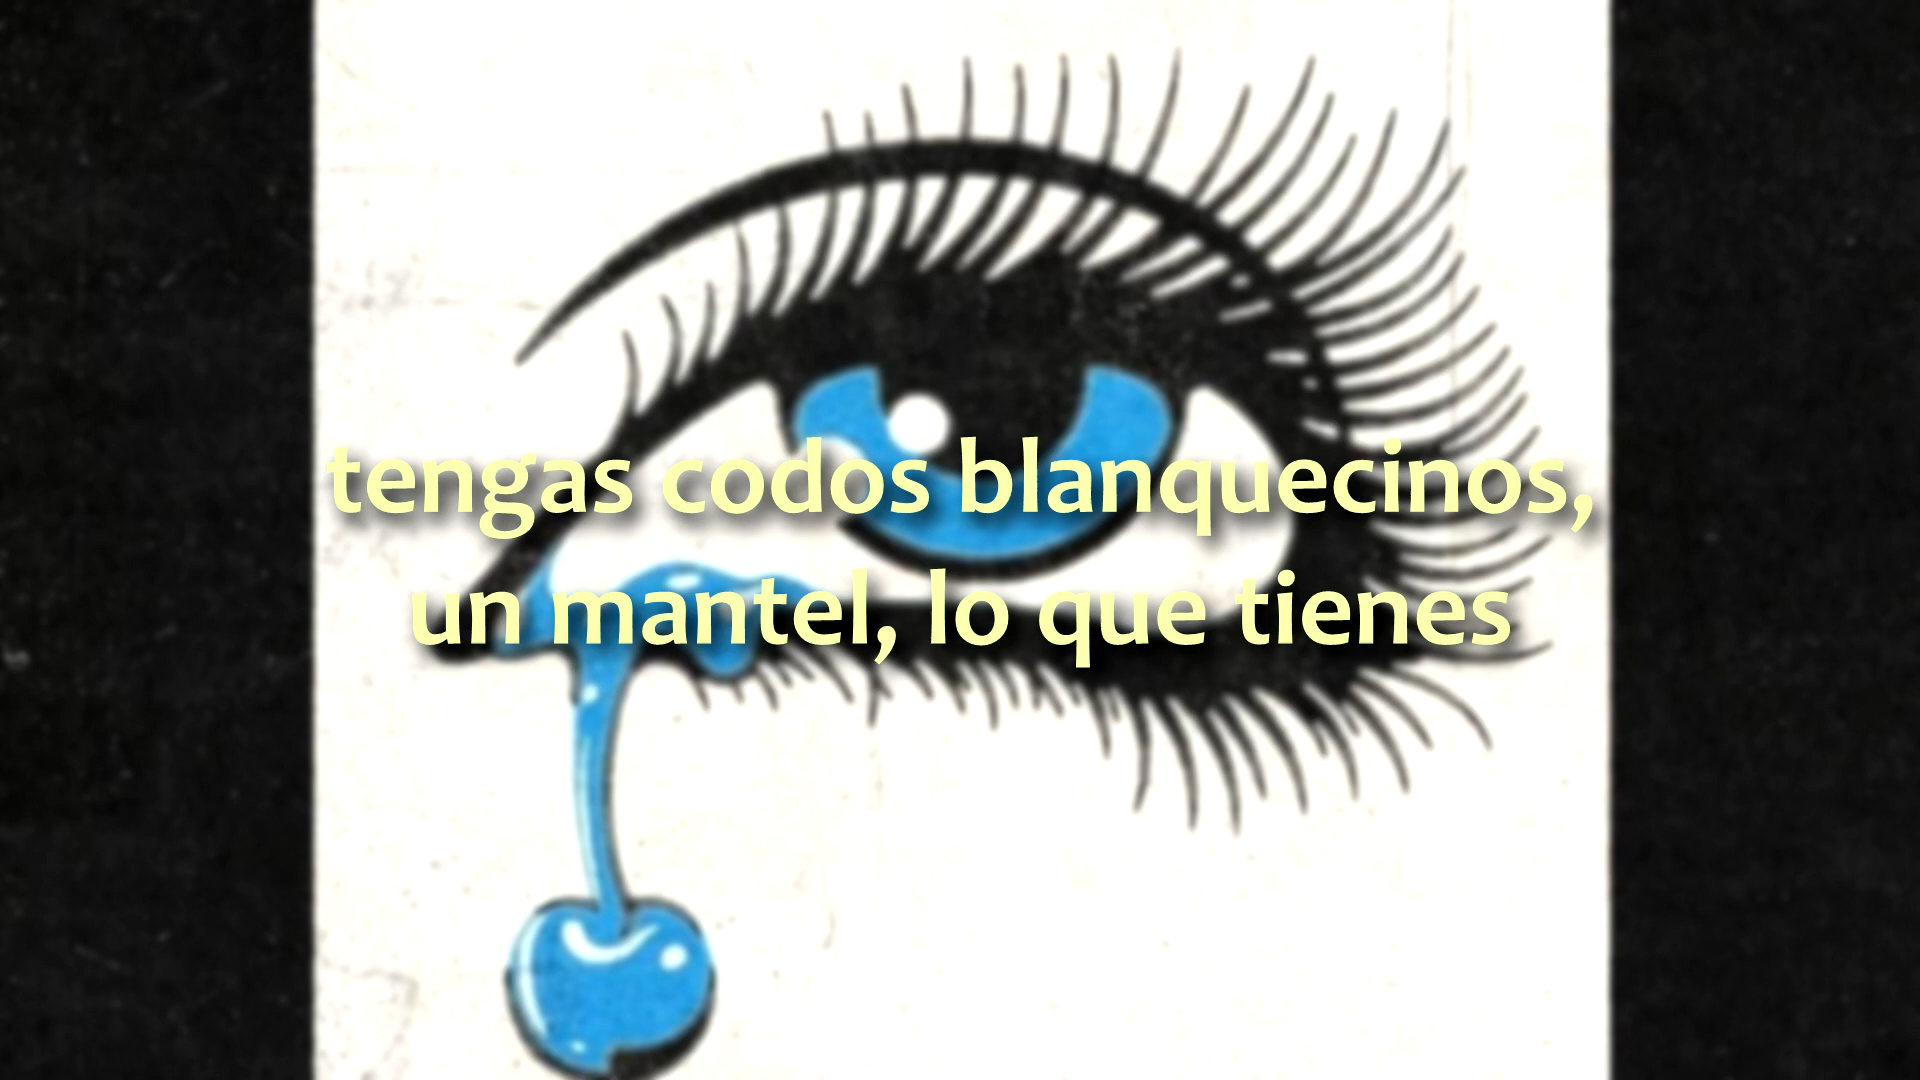 tengas codos blanquecinos,
un mantel, lo que tienes